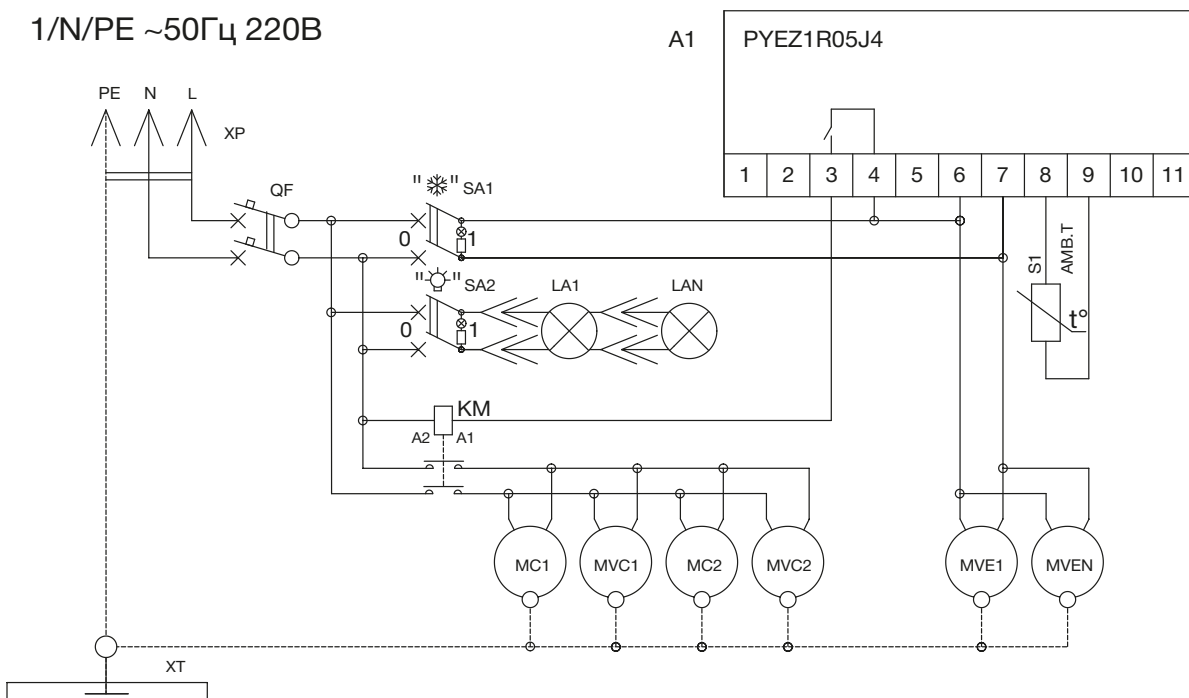 1/N/PE ~50Гц 220В
A1 PYEZ1R05J4
PE N L
XP
1 2 3 4 5 6 7 8 9 10 11
QF
"❄" SA1
0 1
S1
AMB.T
t°
" " SA2 LA1 LAN
0 1
KM
A2 A1
MC1 MVC1 MC2 MVC2 MVE1 MVEN
XT